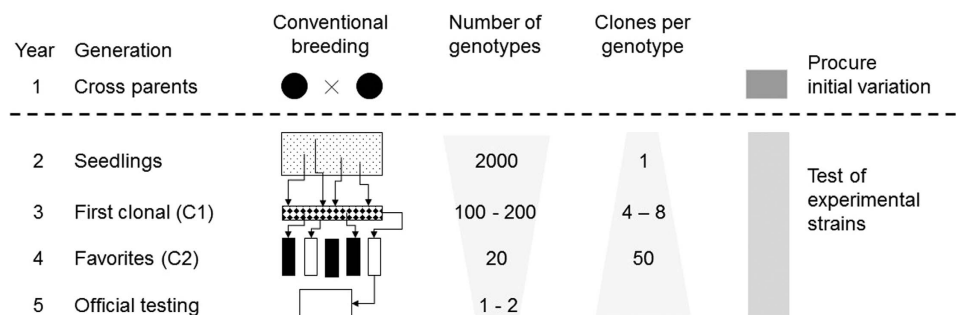 Conventional breeding
Number of genotypes
Clones per genotype
Year Generation
1 Cross parents × Procure initial variation
2 Seedlings 2000 1
3 First clonal (C1) 100 - 200 4 – 8
Test of experimental strains
4 Favorites (C2) 20 50
5 Official testing 1 - 2